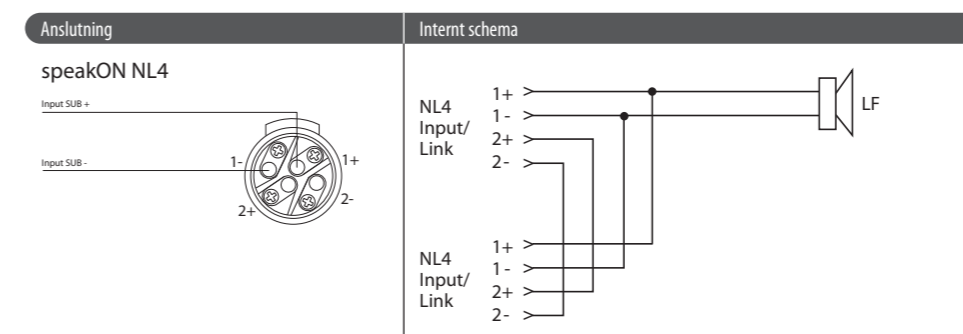 Anslutning
Internt schema
speakON NL4
Input SUB +
Input SUB -
1-
1+
2+
2-
NL4
Input/
Link
1+
1 -
2+
2-
LF
NL4
Input/
Link
1+
1 -
2+
2-